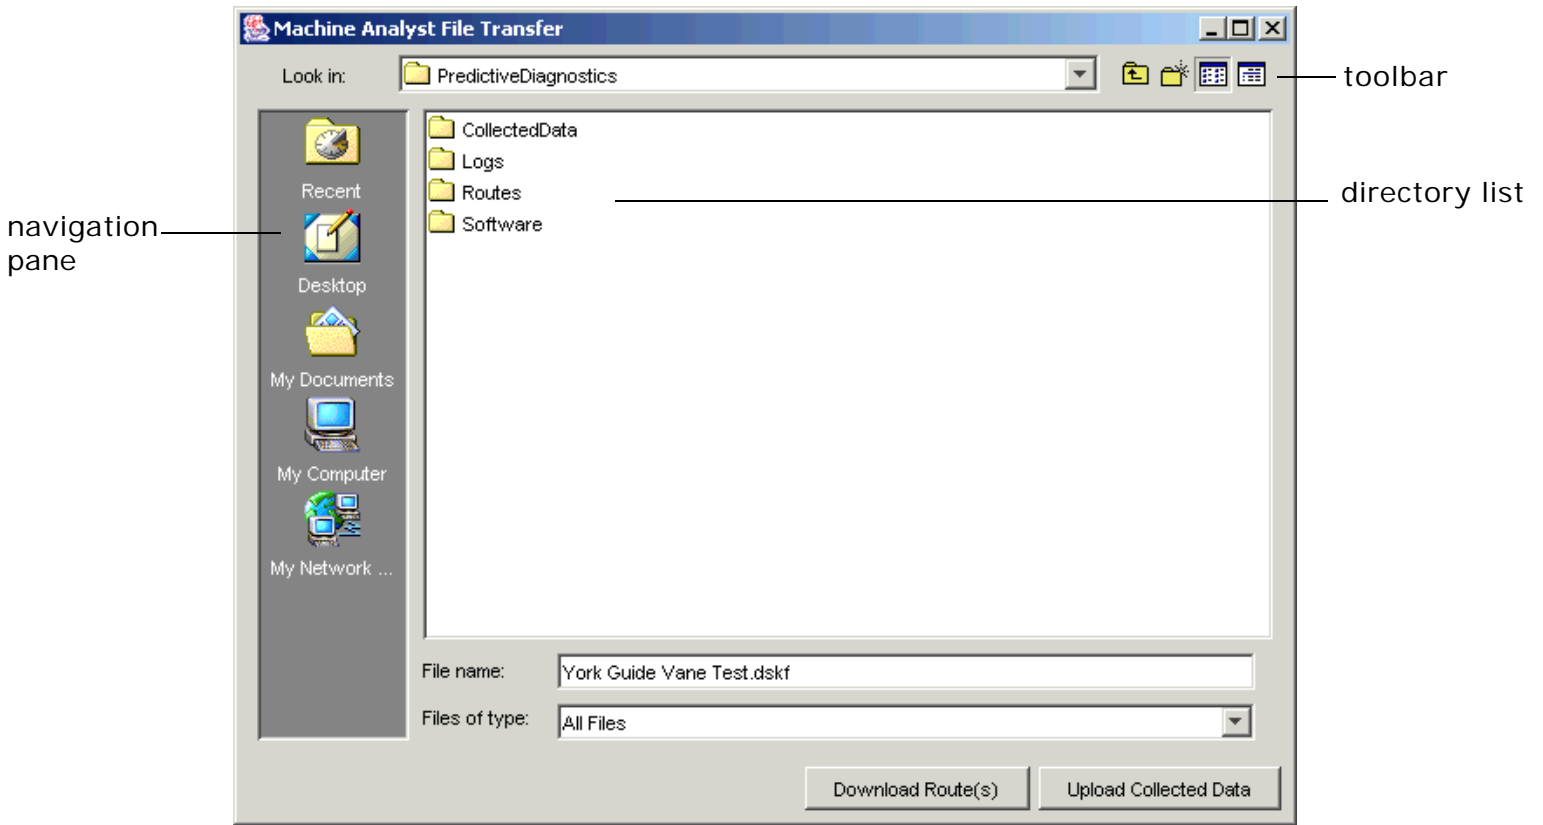 Machine Analyst File Transfer
Look in:
PredictiveDiagnostics
toolbar
CollectedData
Logs
Routes
Software
directory list
navigation
pane
Recent
Desktop
My Documents
My Computer
My Network ...
File name:
York Guide Vane Test.dskf
Files of type:
All Files
Download Route(s)
Upload Collected Data